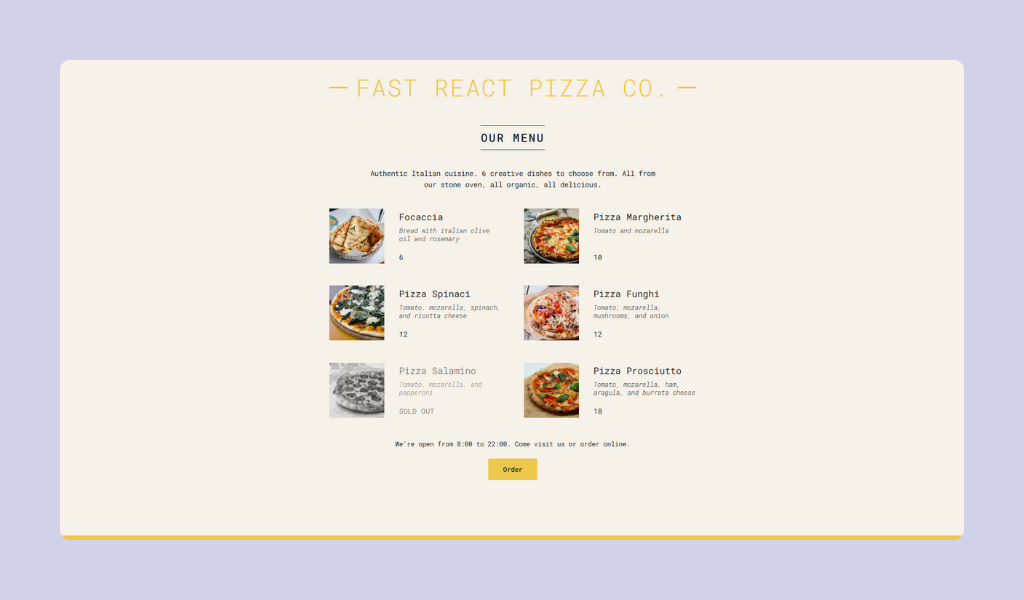 — FAST REACT PIZZA CO. —
OUR MENU
Authentic Italian cuisine. 6 creative dishes to choose from. All from
our stone oven, all organic, all delicious.
Focaccia
Bread with italian olive
oil and rosemary
6
Pizza Margherita
Tomato and mozarella
10
Pizza Spinaci
Tomato, mozarella, spinach,
and ricotta cheese
12
Pizza Funghi
Tomato, mozarella,
mushrooms, and onion
12
Pizza Salamino
Tomato, mozarella, and
pepperoni
SOLD OUT
Pizza Prosciutto
Tomato, mozarella, ham,
aragula, and burrata cheese
18
We're open from 8:00 to 22:00. Come visit us or order online.
Order